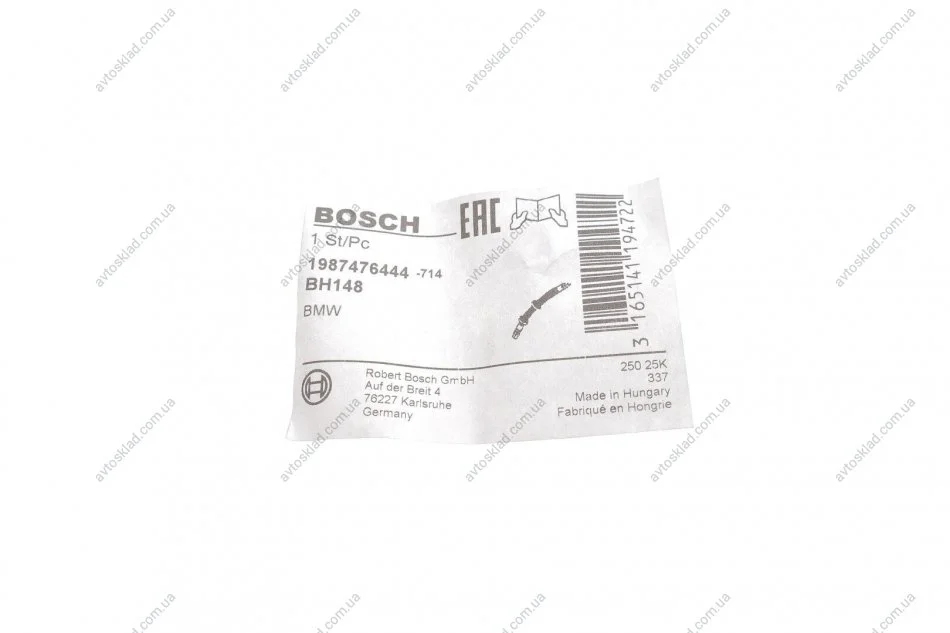 BOSCH
EAC
1 St/Pc
1987476444 -714
BH148
BMW
3 165141 194722
Robert Bosch GmbH
Auf der Breit 4
76227 Karlsruhe
Germany
250 25K
337
Made in Hungary
Fabriqué en Hongrie
avtosklad.com.ua